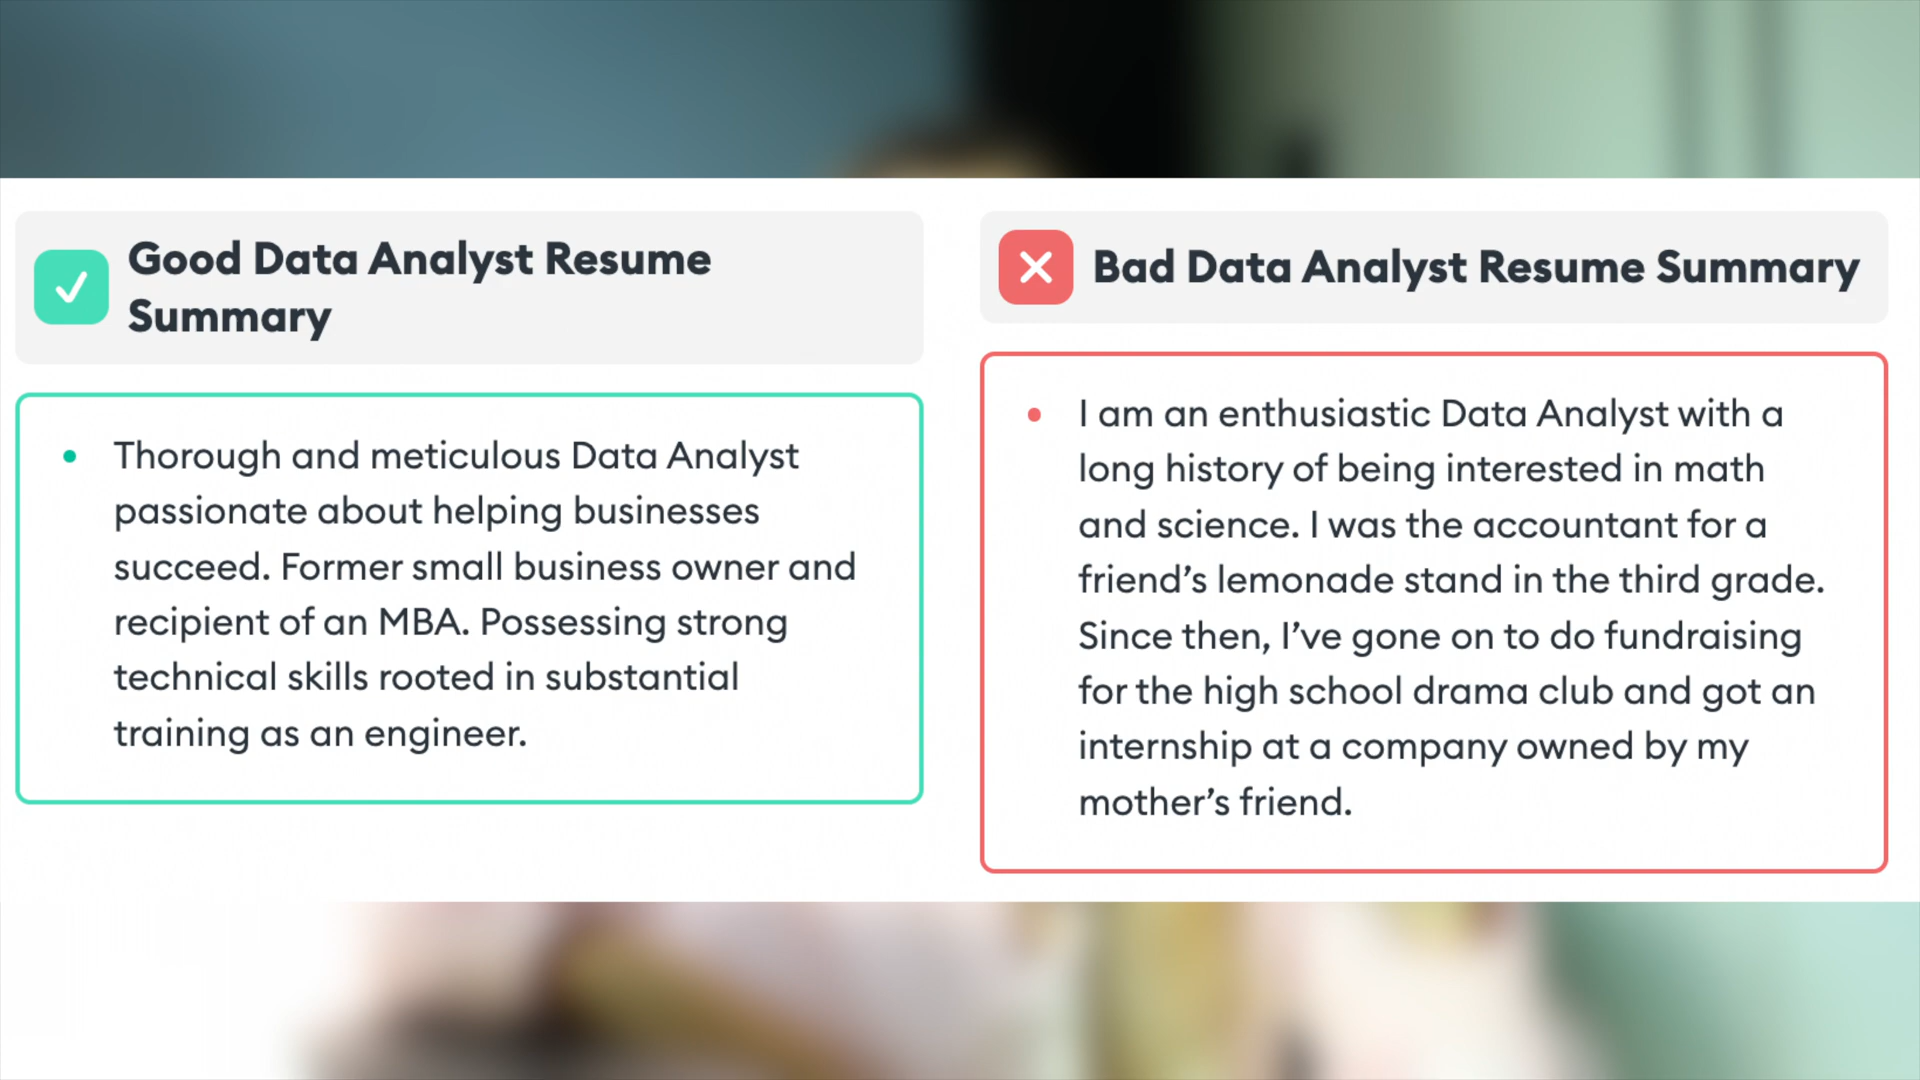 Good Data Analyst Resume
Summary
Thorough and meticulous Data Analyst
passionate about helping businesses
succeed. Former small business owner and
recipient of an MBA. Possessing strong
technical skills rooted in substantial
training as an engineer.
Bad Data Analyst Resume Summary
I am an enthusiastic Data Analyst with a
long history of being interested in math
and science. I was the accountant for a
friend’s lemonade stand in the third grade.
Since then, I’ve gone on to do fundraising
for the high school drama club and got an
internship at a company owned by my
mother’s friend.